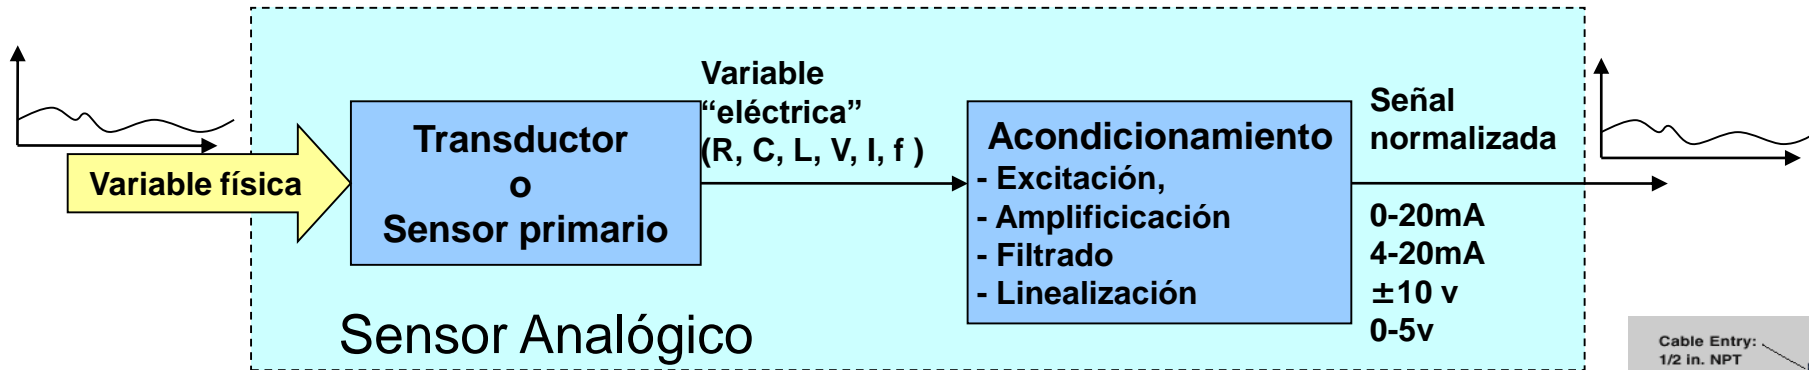 Variable física
Transductor
o
Sensor primario
Variable
“eléctrica”
(R, C, L, V, I, f )
Acondicionamiento
- Excitación,
- Amplificicación
- Filtrado
- Linealización
Señal
normalizada
0-20mA
4-20mA
±10 v
0-5v
Sensor Analógico
Cable Entry:
1/2 in. NPT